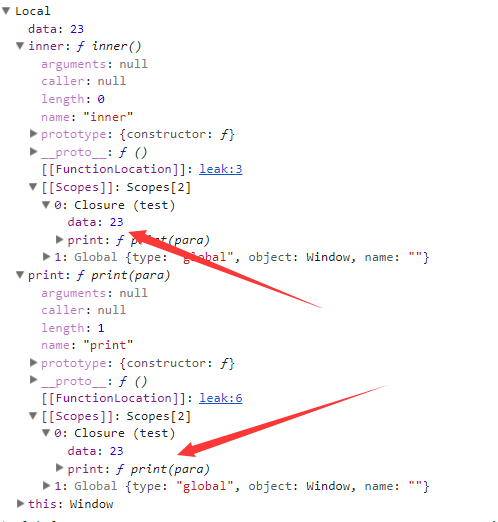 ▼ Local
data: 23
▼ inner: ƒ inner()
arguments: null
caller: null
length: 0
name: "inner"
▶ prototype: {constructor: ƒ}
▶ __proto__: ƒ ()
[[FunctionLocation]]: leak:3
▼ [[Scopes]]: Scopes[2]
▼ 0: Closure (test)
data: 23
▶ print: ƒ print(para)
▶ 1: Global {type: "global", object: Window, name: ""}
▼ print: ƒ print(para)
arguments: null
caller: null
length: 1
name: "print"
▶ prototype: {constructor: ƒ}
▶ __proto__: ƒ ()
[[FunctionLocation]]: leak:6
▼ [[Scopes]]: Scopes[2]
▼ 0: Closure (test)
data: 23
▶ print: ƒ print(para)
▶ 1: Global {type: "global", object: Window, name: ""}
▶ this: Window